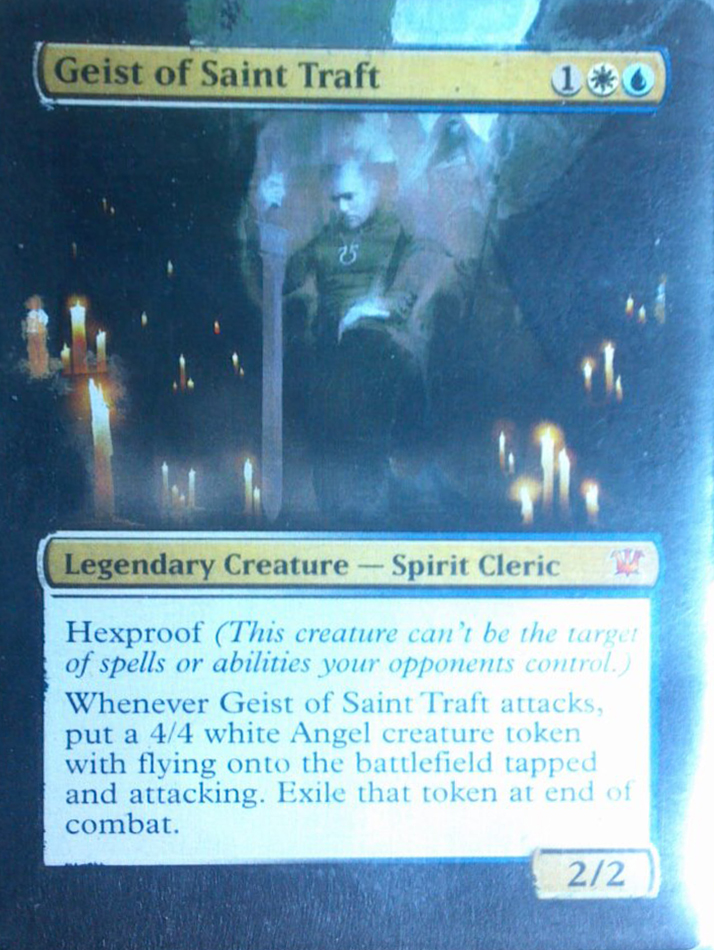 Geist of Saint Traft 1
Legendary Creature — Spirit Cleric
Hexproof (This creature can't be the target
of spells or abilities your opponents control.)
Whenever Geist of Saint Traft attacks,
put a 4/4 white Angel creature token
with flying onto the battlefield tapped
and attacking. Exile that token at end of
combat.
2/2